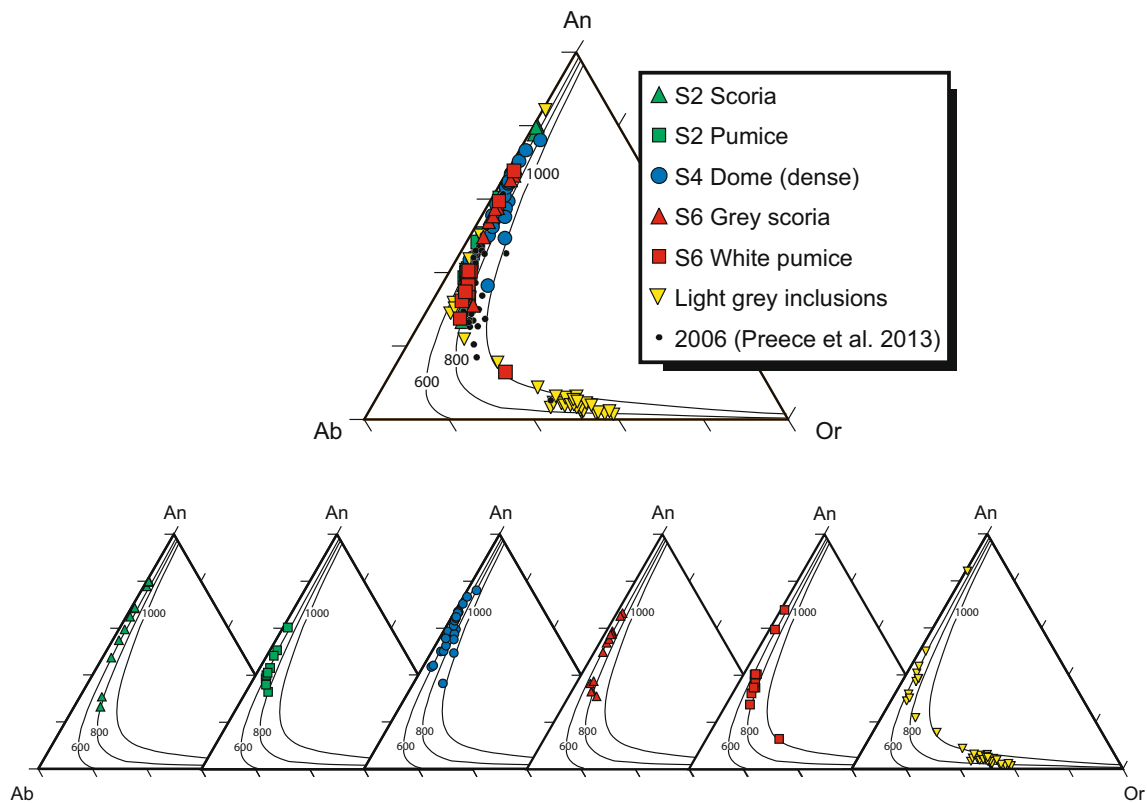 An
S2 Scoria
S2 Pumice
S4 Dome (dense)
S6 Grey scoria
S6 White pumice
Light grey inclusions
2006 (Preece et al. 2013)
1000
800
600
Ab
Or
An
An
An
An
An
An
1000
1000
1000
1000
1000
1000
600
800
600
800
600
800
600
800
600
800
600
800
Ab
Or